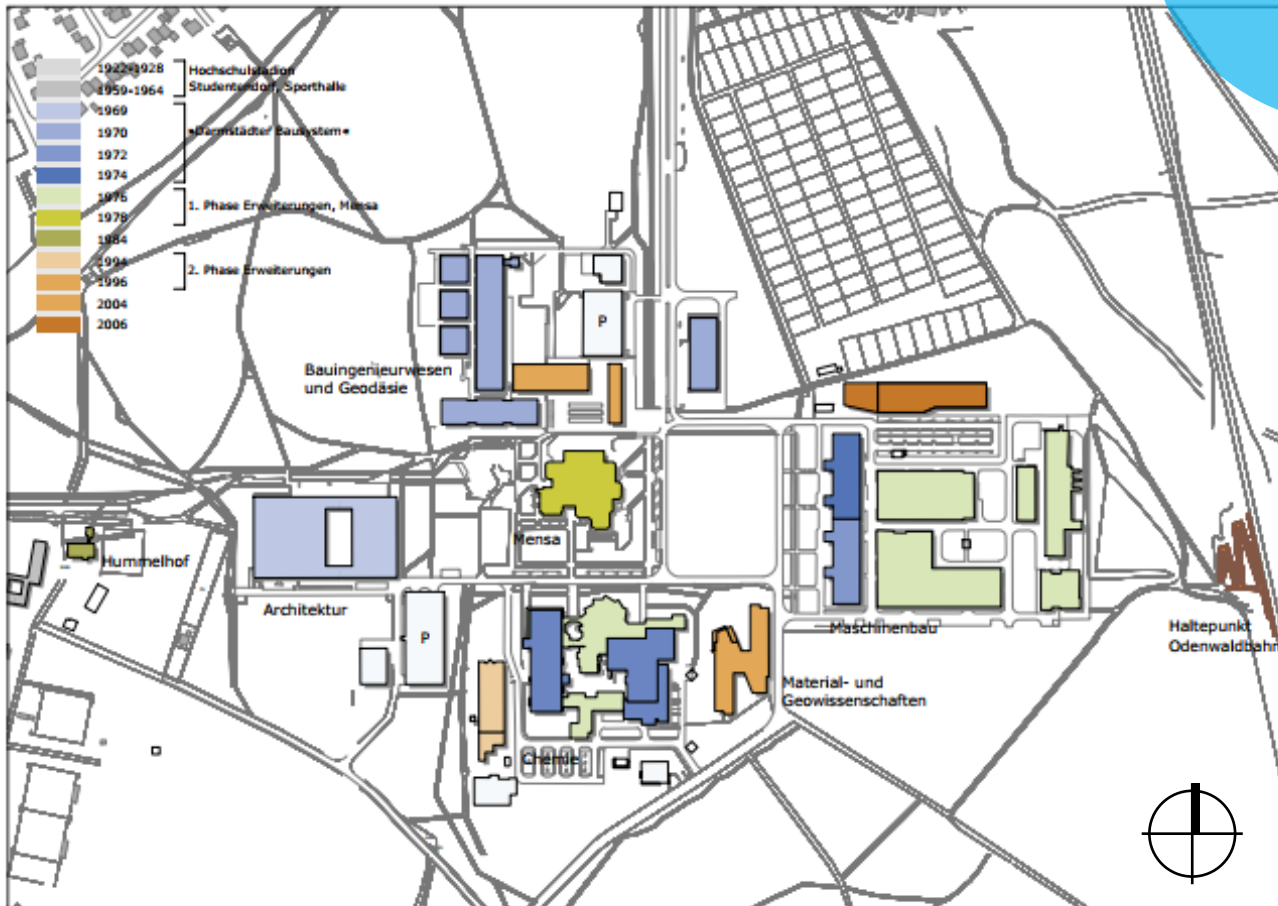 1922-1928
Hochschulstadion
1959-1964
Studentendorf, Sporthalle
1969
1970
«Darmstädter Bausystem»
1972
1974
1976
1. Phase Erweiterungen, Mensa
1978
1984
1994
2. Phase Erweiterungen
1996
2004
2006
P
Bauingenieurwesen
und Geodäsie
Mensa
Hummelhof
Architektur
P
Maschinenbau
Haltepunkt
Odenwaldbahn
Material- und
Geowissenschaften
Chemie